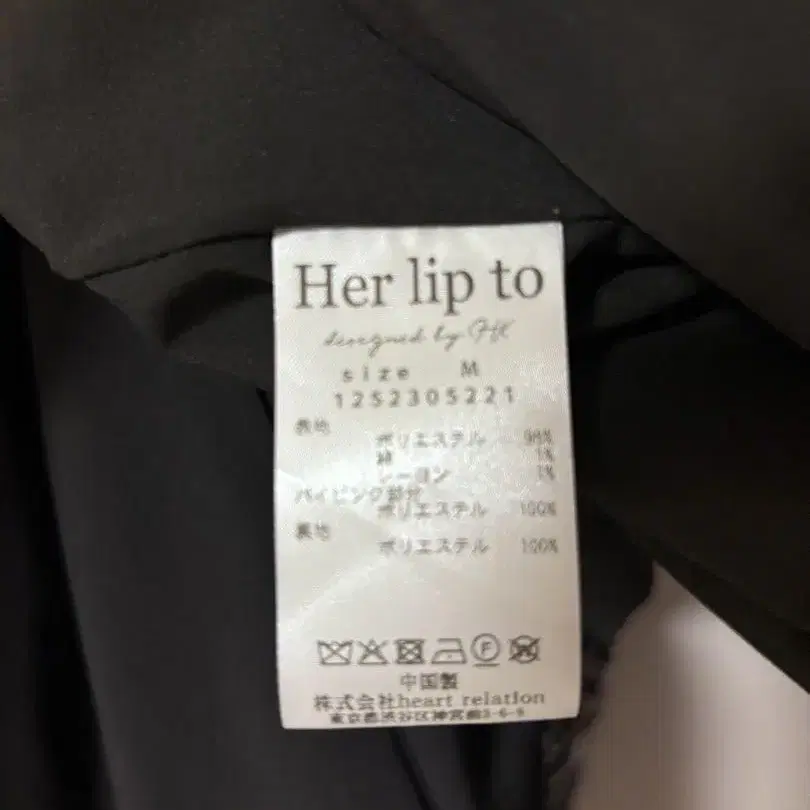 Her lip to
designed by HK
size M
1252305221
表地
ポリエステル 98%
綿 1%
レーヨン 1%
パイピング部分
ポリエステル 100%
裏地
ポリエステル 100%
F
中国製
株式会社heart relation
東京都渋谷区神宮前3-6-9